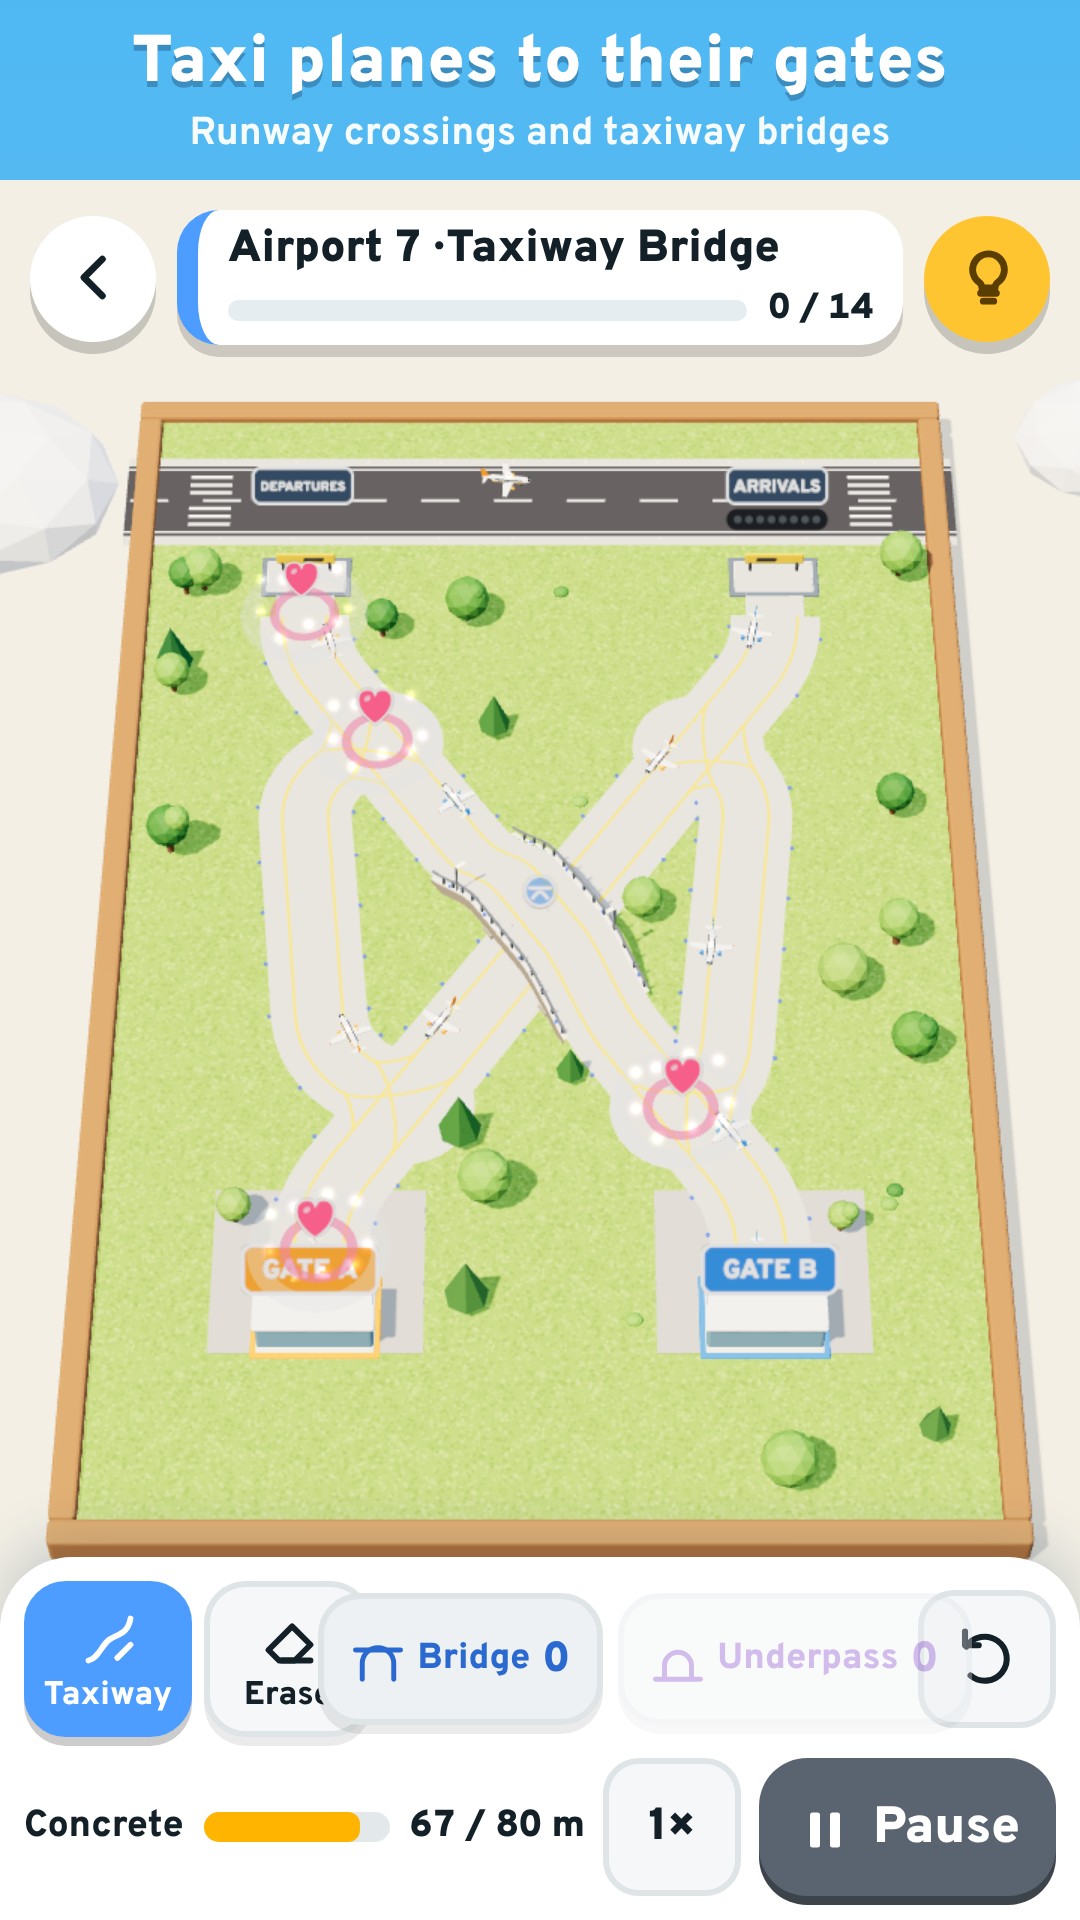 Taxi planes to their gates
Runway crossings and taxiway bridges
Airport 7 ·Taxiway Bridge
0 / 14
DEPARTURES
ARRIVALS
GATE A
GATE B
Taxiway
Erase
Bridge 0
Underpass 0
Concrete
67 / 80 m
1×
Pause